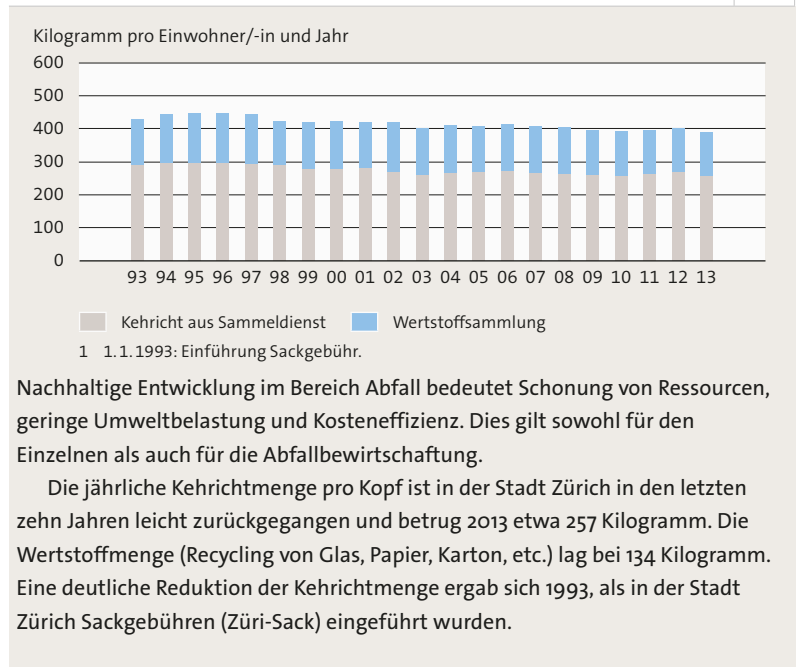 Kilogramm pro Einwohner/-in und Jahr
600
500
400
300
200
100
0
93 94 95 96 97 98 99 00 01 02 03 04 05 06 07 08 09 10 11 12 13
Kehricht aus Sammeldienst Wertstoffsammlung
1 1.1.1993: Einführung Sackgebühr.
Nachhaltige Entwicklung im Bereich Abfall bedeutet Schonung von Ressourcen,
geringe Umweltbelastung und Kosteneffizienz. Dies gilt sowohl für den
Einzelnen als auch für die Abfallbewirtschaftung.
Die jährliche Kehrichtmenge pro Kopf ist in der Stadt Zürich in den letzten
zehn Jahren leicht zurückgegangen und betrug 2013 etwa 257 Kilogramm. Die
Wertstoffmenge (Recycling von Glas, Papier, Karton, etc.) lag bei 134 Kilogramm.
Eine deutliche Reduktion der Kehrichtmenge ergab sich 1993, als in der Stadt
Zürich Sackgebühren (Züri-Sack) eingeführt wurden.